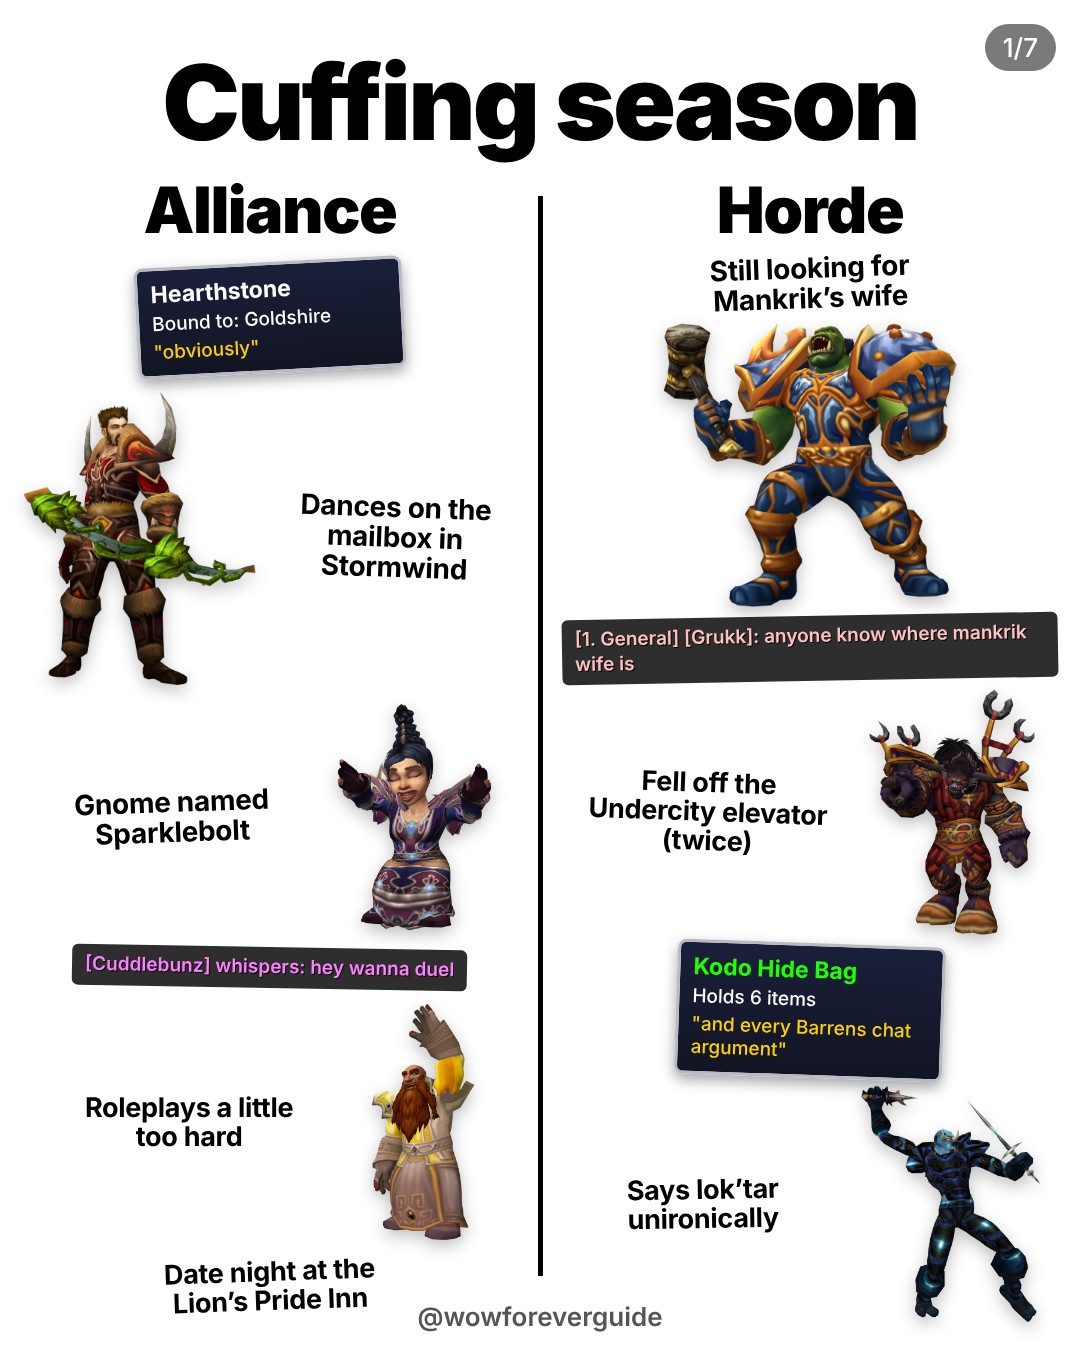 1/7
Cuffing season
Alliance
Hearthstone
Bound to: Goldshire
"obviously"
Dances on the
mailbox in
Stormwind
Gnome named
Sparklebolt
[Cuddlebunz] whispers: hey wanna duel
Roleplays a little
too hard
Date night at the
Lion’s Pride Inn
Horde
Still looking for
Mankrik’s wife
[1. General] [Grukk]: anyone know where mankrik
wife is
Fell off the
Undercity elevator
(twice)
Kodo Hide Bag
Holds 6 items
"and every Barrens chat
argument"
Says lok’tar
unironically
@wowforeverguide